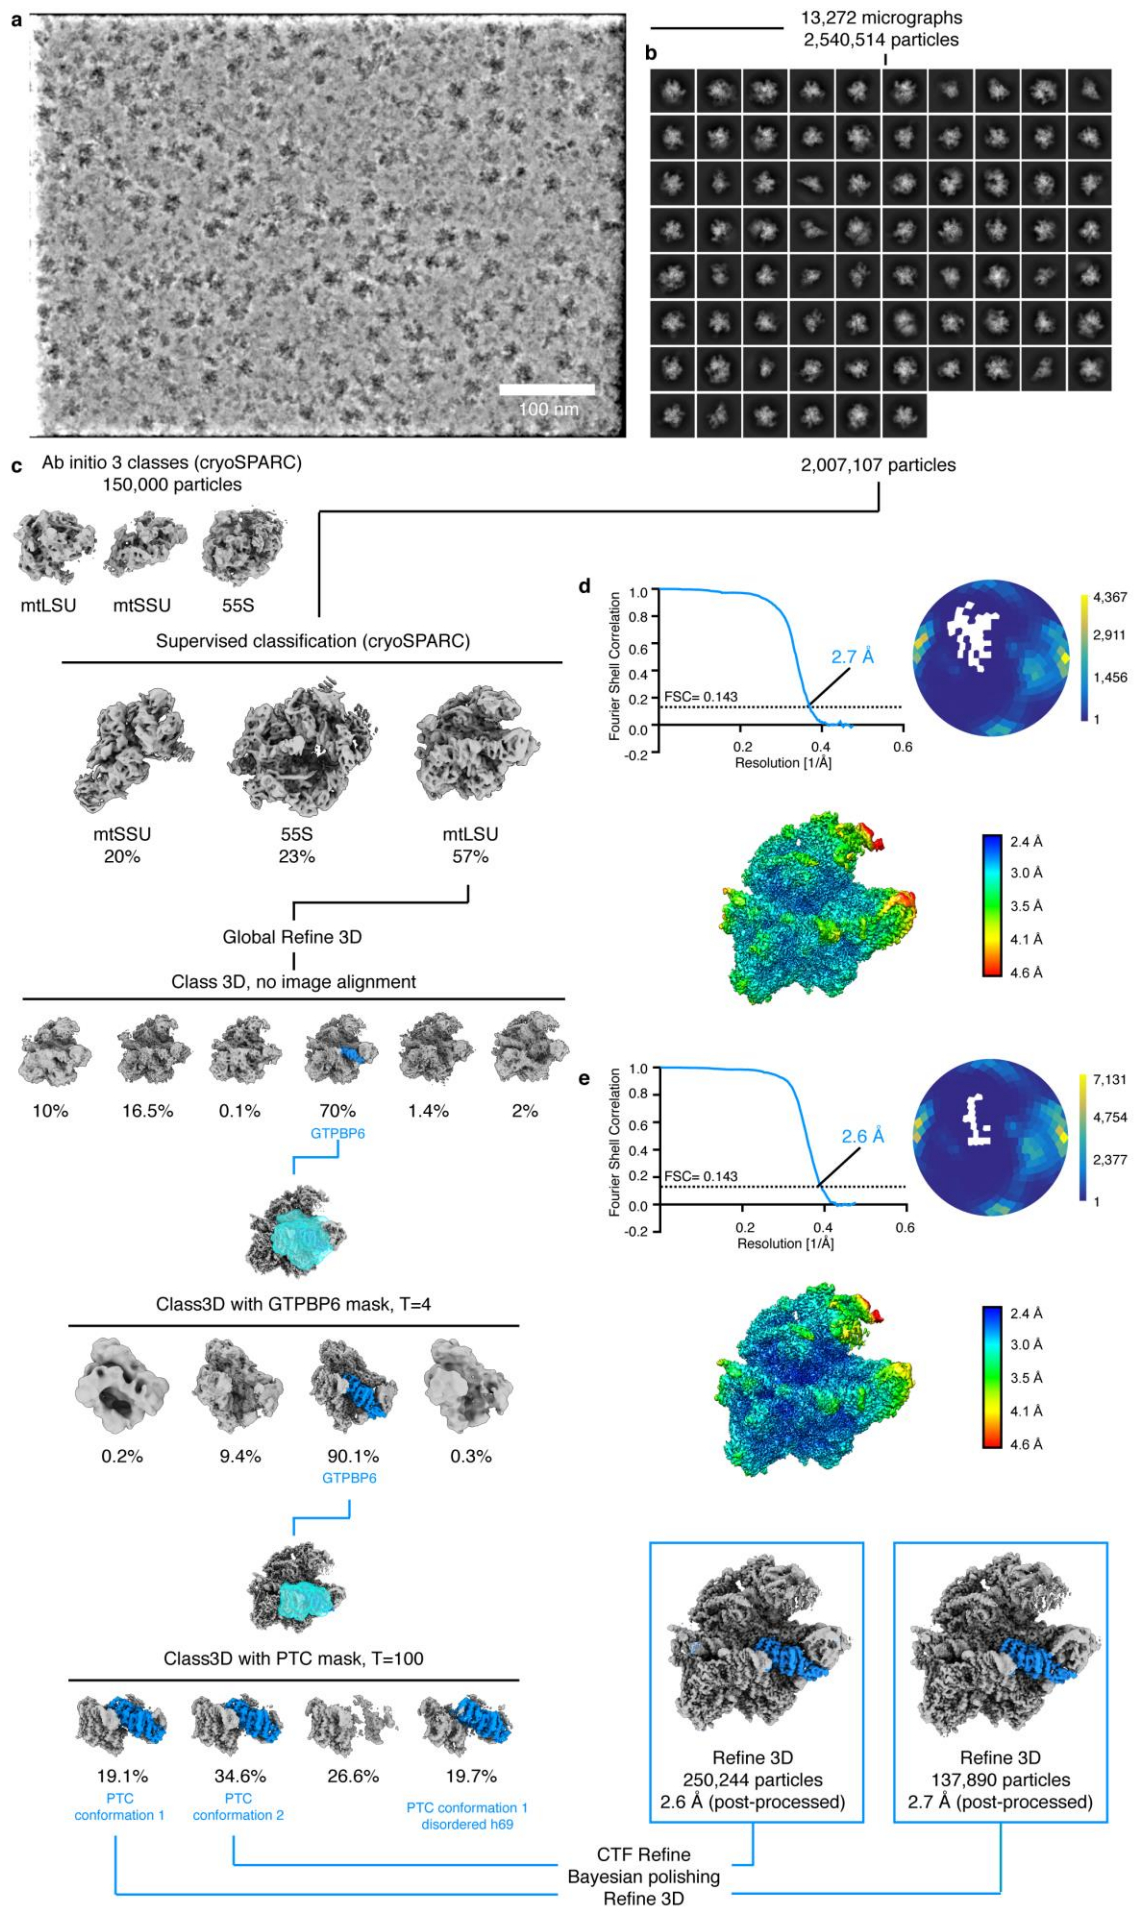 a
100 nm
13,272 micrographs
2,540,514 particles
b
2,007,107 particles
c
Ab initio 3 classes (cryoSPARC)
150,000 particles
mtLSU
mtSSU
55S
Supervised classification (cryoSPARC)
mtSSU
20%
55S
23%
mtLSU
57%
Global Refine 3D
Class 3D, no image alignment
10%
16.5%
0.1%
70%
GTPBP6
1.4%
2%
Class3D with GTPBP6 mask, T=4
0.2%
9.4%
90.1%
GTPBP6
0.3%
Class3D with PTC mask, T=100
19.1%
PTC
conformation 1
34.6%
PTC
conformation 2
26.6%
19.7%
PTC conformation 1
disordered h69
CTF Refine
Bayesian polishing
Refine 3D
d
Fourier Shell Correlation
1.0
0.8
0.6
0.4
0.2
0.0
-0.2
FSC= 0.143
2.7 Å
0.2
0.4
0.6
Resolution [1/Å]
4,367
2,911
1,456
1
2.4 Å
3.0 Å
3.5 Å
4.1 Å
4.6 Å
e
Fourier Shell Correlation
1.0
0.8
0.6
0.4
0.2
0.0
-0.2
FSC= 0.143
2.6 Å
0.2
0.4
0.6
Resolution [1/Å]
7,131
4,754
2,377
1
2.4 Å
3.0 Å
3.5 Å
4.1 Å
4.6 Å
Refine 3D
250,244 particles
2.6 Å (post-processed)
Refine 3D
137,890 particles
2.7 Å (post-processed)